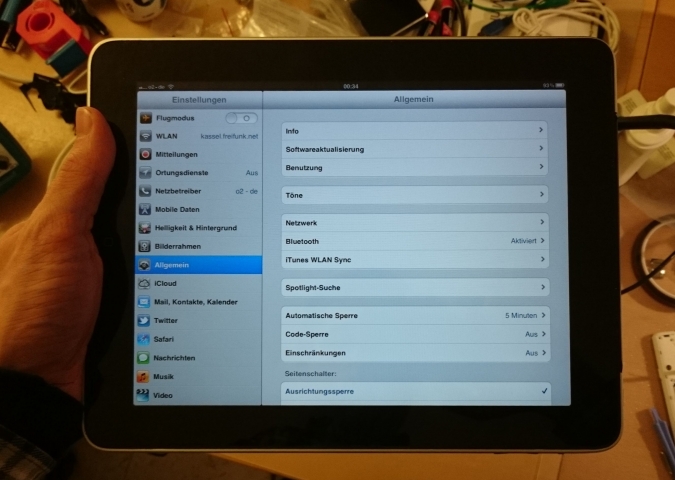 o2 - de
00:34
Einstellungen
Flugmodus
WLAN kassel.freifunk.net
Mitteilungen
Ortungsdienste Aus
Netzbetreiber o2 - de
Mobile Daten
Helligkeit & Hintergrund
Bilderrahmen
Allgemein
iCloud
Mail, Kontakte, Kalender
Twitter
Safari
Nachrichten
Musik
Video
Allgemein
Info
Softwareaktualisierung
Benutzung
Töne
Netzwerk
Bluetooth Aktiviert
iTunes WLAN Sync
Spotlight-Suche
Automatische Sperre 5 Minuten
Code-Sperre Aus
Einschränkungen Aus
Seitenschalter:
Ausrichtungssperre